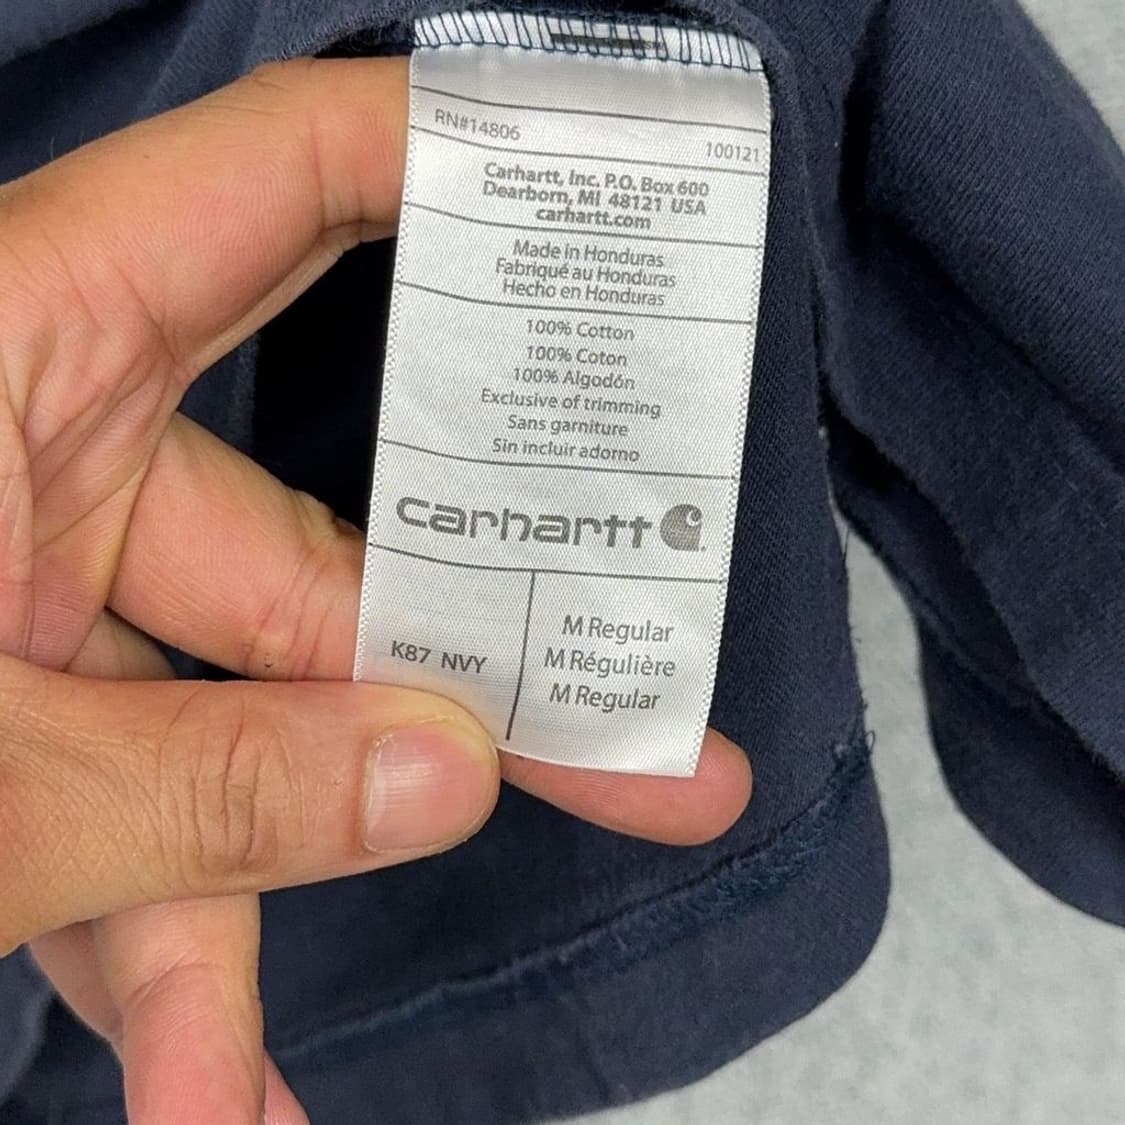 RN#14806
100121
Carhartt, Inc. P.O. Box 600
Dearborn, MI 48121 USA
carhartt.com
Made in Honduras
Fabriqué au Honduras
Hecho en Honduras
100% Cotton
100% Coton
100% Algodón
Exclusive of trimming
Sans garniture
Sin incluir adorno
carhartt
K87 NVY
M Regular
M Régulière
M Regular